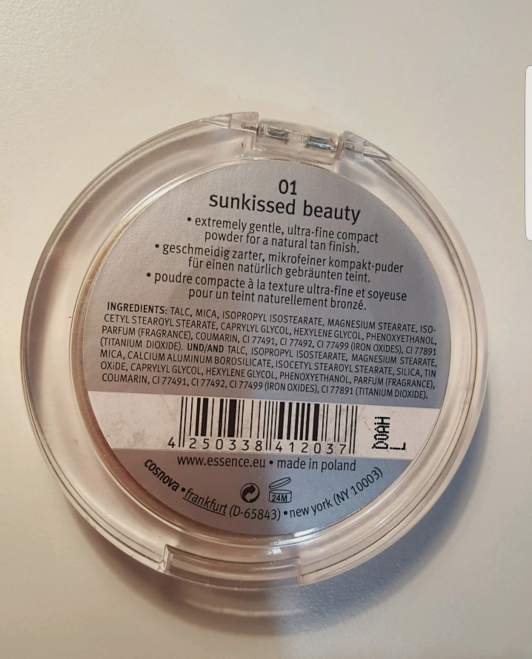 01
sunkissed beauty
• extremely gentle, ultra-fine compact
powder for a natural tan finish.
• geschmeidig zarter, mikrofeiner kompakt-puder
für einen natürlich gebräunten teint.
• poudre compacte à la texture ultra-fine et soyeuse
pour un teint naturellement bronzé.
INGREDIENTS: TALC, MICA, ISOPROPYL ISOSTEARATE, MAGNESIUM STEARATE, ISO-
CETYL STEAROYL STEARATE, CAPRYLYL GLYCOL, HEXYLENE GLYCOL, PHENOXYETHANOL,
PARFUM (FRAGRANCE), COUMARIN, CI 77491, CI 77492, CI 77499 (IRON OXIDES), CI 77891
(TITANIUM DIOXIDE). UND/AND TALC, ISOPROPYL ISOSTEARATE, MAGNESIUM STEARATE,
MICA, CALCIUM ALUMINUM BOROSILICATE, ISOCETYL STEAROYL STEARATE, SILICA, TIN
OXIDE, CAPRYLYL GLYCOL, HEXYLENE GLYCOL, PHENOXYETHANOL, PARFUM (FRAGRANCE),
COUMARIN, CI 77491, CI 77492, CI 77499 (IRON OXIDES), CI 77891 (TITANIUM DIOXIDE).
4 250338 412037
L
www.essence.eu • made in poland
24M
cosnova • frankfurt (D-65843) • new york (NY 10003)